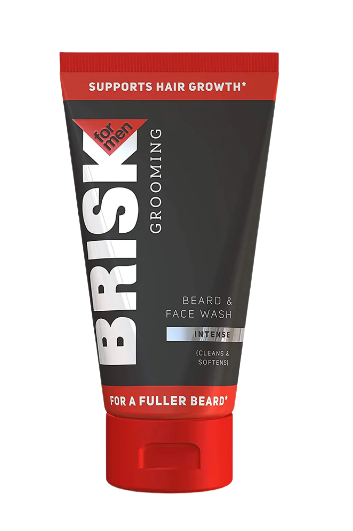 SUPPORTS HAIR GROWTH*
BRISK
for
men
GROOMING
BEARD &
FACE WASH
INTENSE
(CLEANS &
SOFTENS)
FOR A FULLER BEARD*